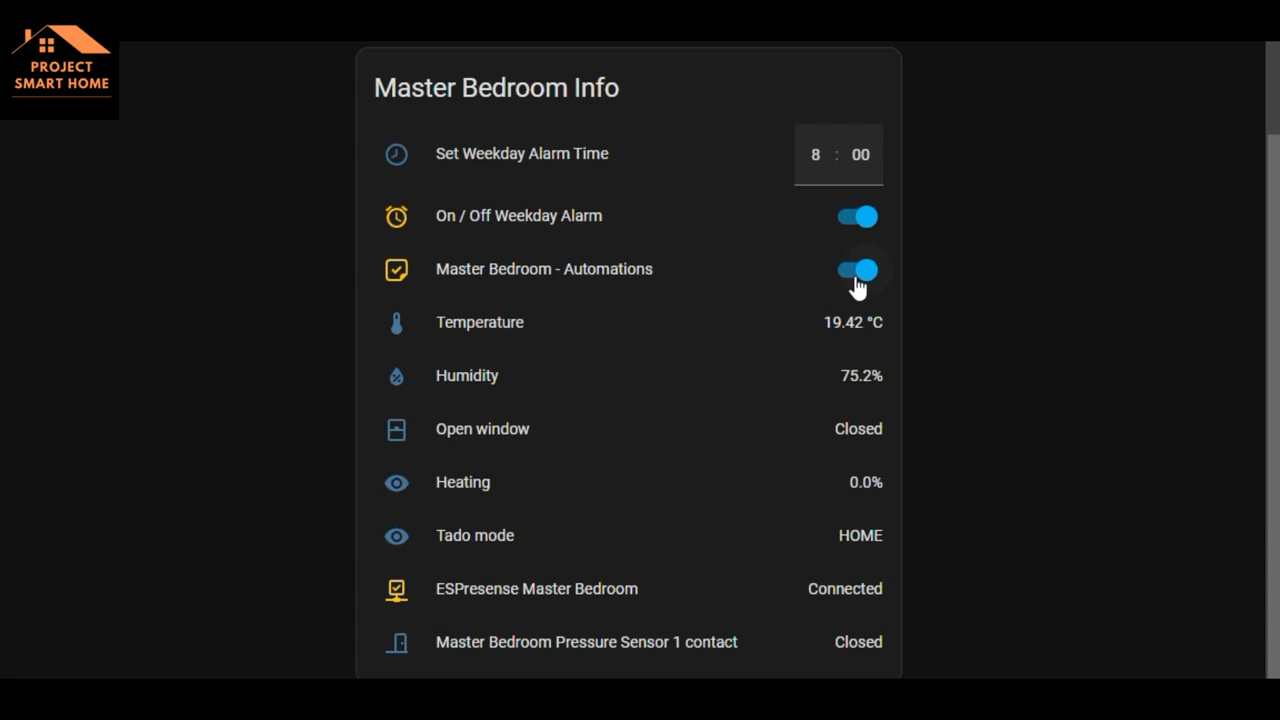 PROJECT
SMART HOME
Master Bedroom Info
Set Weekday Alarm Time 8 : 00
On / Off Weekday Alarm
Master Bedroom - Automations
Temperature 19.42 °C
Humidity 75.2%
Open window Closed
Heating 0.0%
Tado mode HOME
ESPresense Master Bedroom Connected
Master Bedroom Pressure Sensor 1 contact Closed